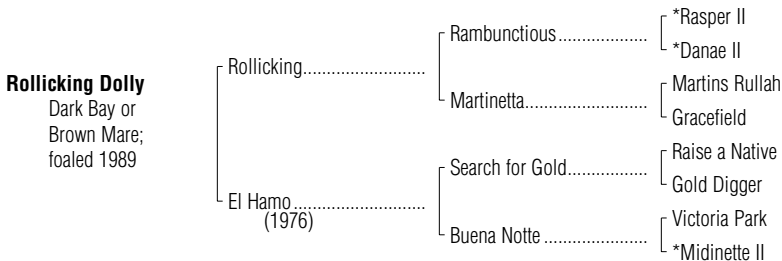 Rollicking Dolly
Dark Bay or
Brown Mare;
foaled 1989
Rollicking...........................
El Hamo.............................
(1976)
Rambunctious....................
Martinetta..........................
Search for Gold..................
Buena Notte.......................
*Rasper II
*Danae II
Martins Rullah
Gracefield
Raise a Native
Gold Digger
Victoria Park
*Midinette II